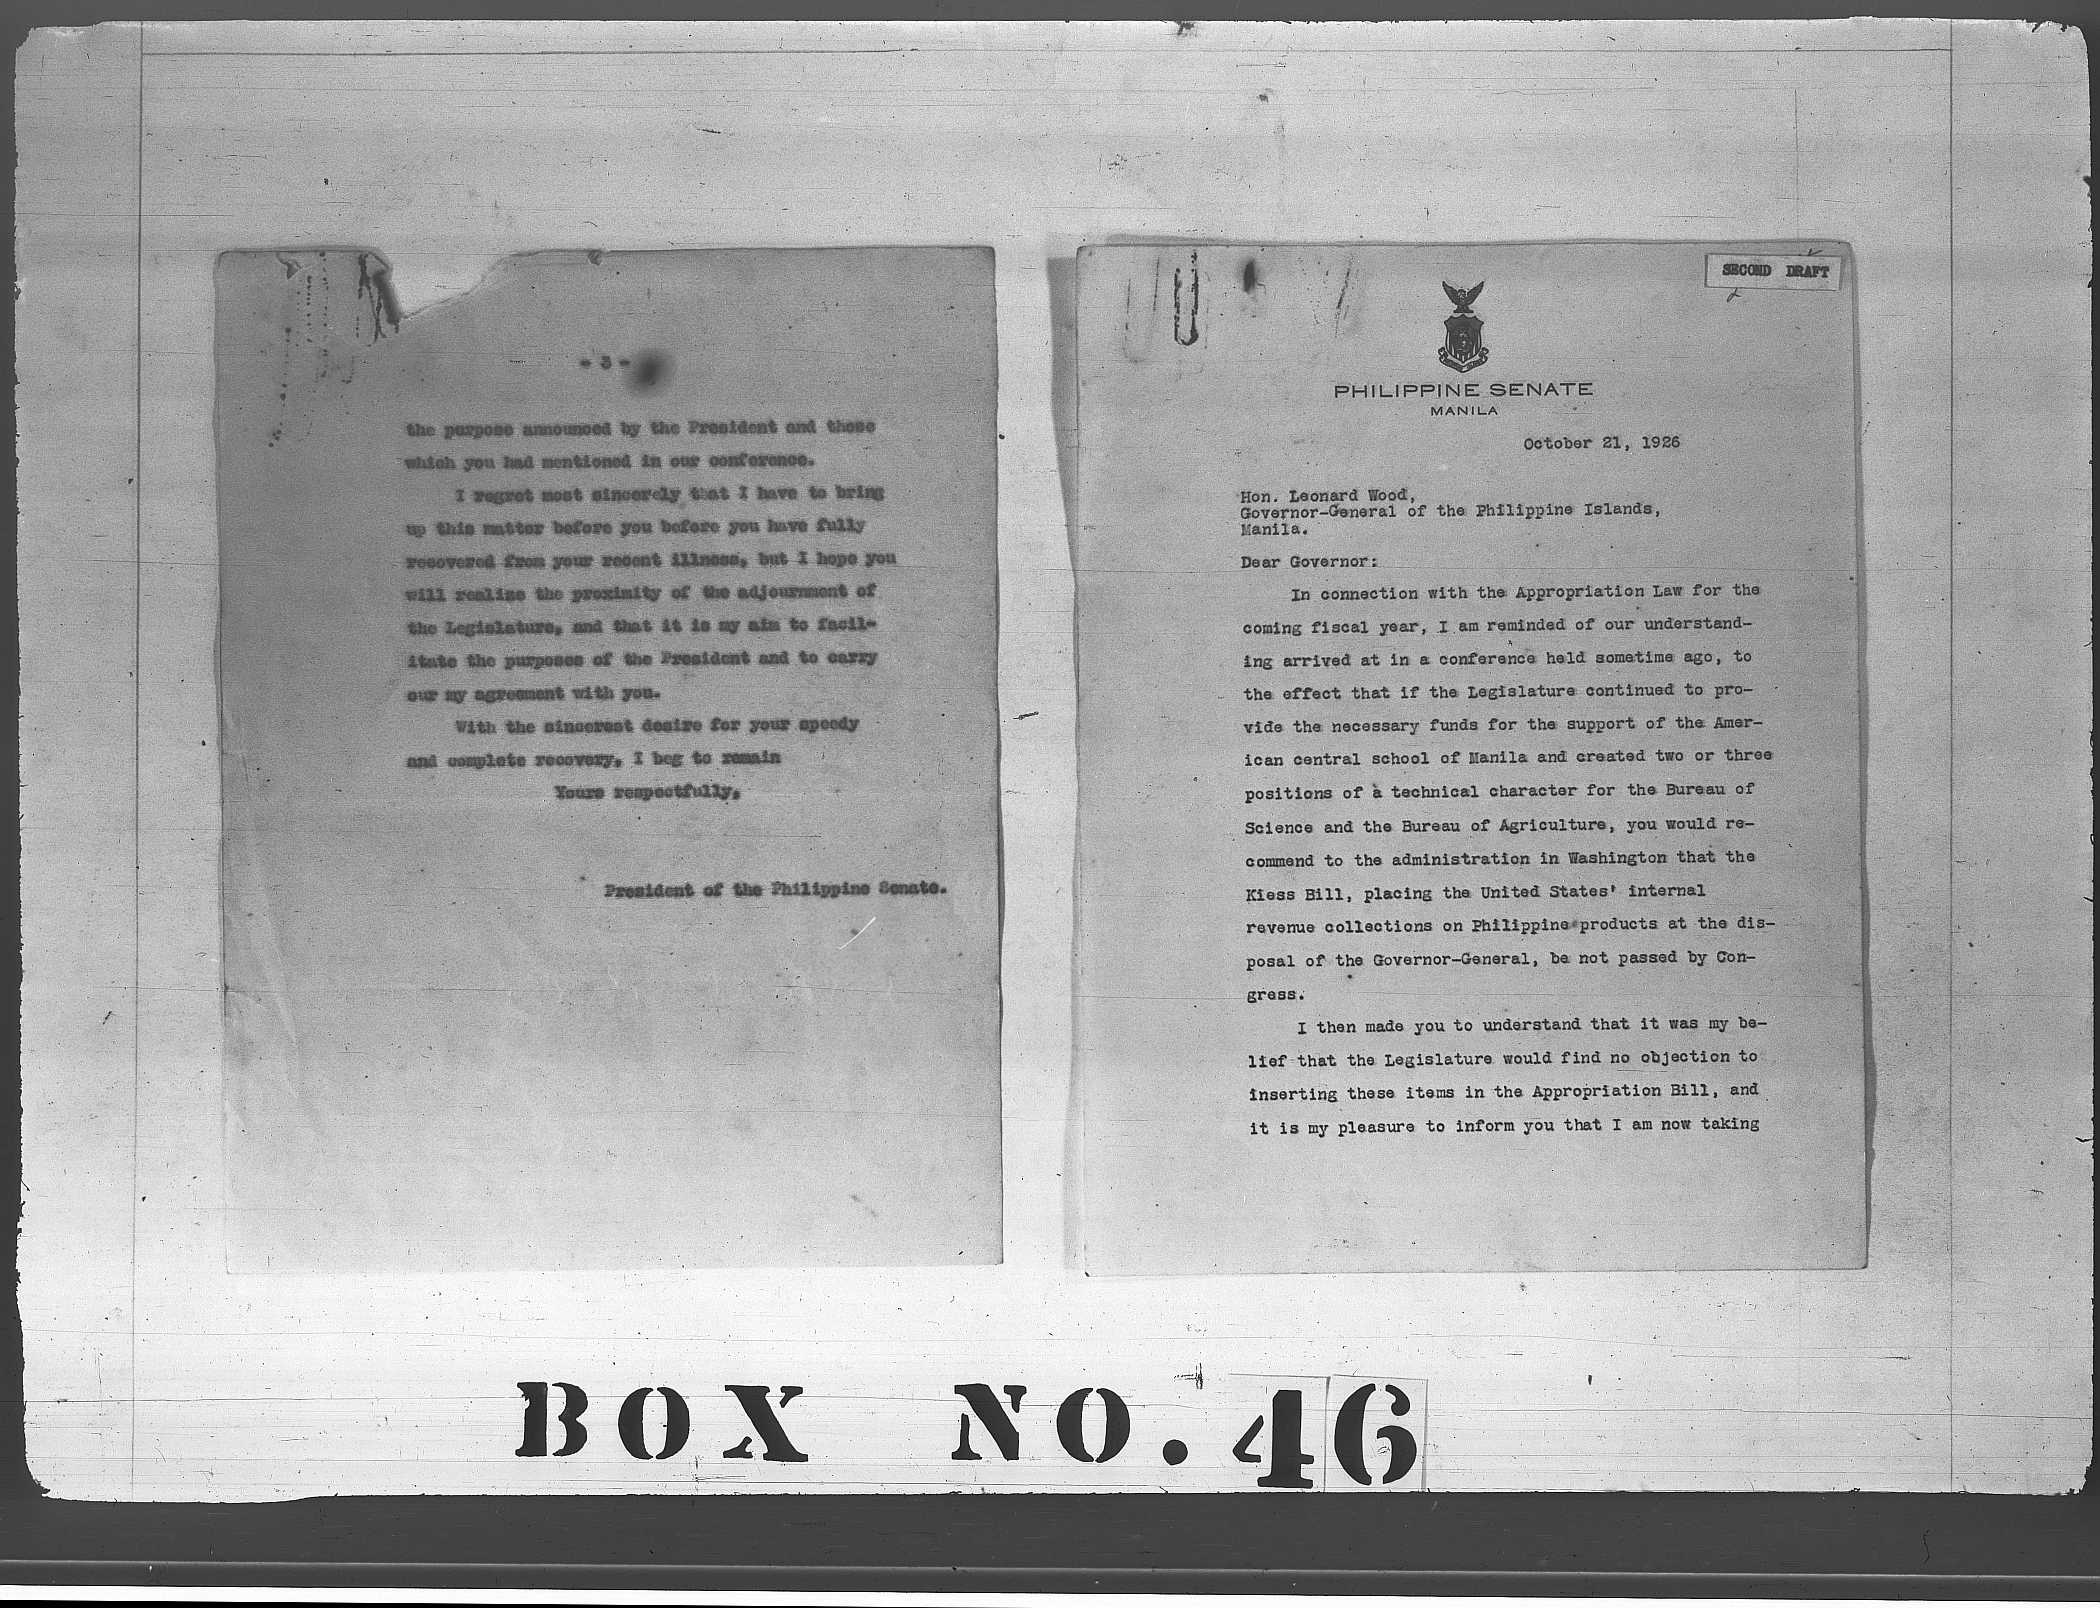 - 3 -
the purpose announced by the President and those
which you had mentioned in our conference.
I regret most sincerely that I have to bring
up this matter before you before you have fully
recovered from your recent illness, but I hope you
will realize the proximity of the adjournment of
the Legislature, and that it is my aim to facil-
itate the purposes of the President and to carry
our my agreement with you.
With the sincerest desire for your speedy
and complete recovery, I beg to remain
Yours respectfully,
President of the Philippine Senate.
SECOND DRAFT
PHILIPPINE SENATE
MANILA
October 21, 1926
Hon. Leonard Wood,
Governor-General of the Philippine Islands,
Manila.
Dear Governor:
In connection with the Appropriation Law for the
coming fiscal year, I am reminded of our understand-
ing arrived at in a conference held sometime ago, to
the effect that if the Legislature continued to pro-
vide the necessary funds for the support of the Amer-
ican central school of Manila and created two or three
positions of a technical character for the Bureau of
Science and the Bureau of Agriculture, you would re-
commend to the administration in Washington that the
Kiess Bill, placing the United States' internal
revenue collections on Philippine products at the dis-
posal of the Governor-General, be not passed by Con-
gress.
I then made you to understand that it was my be-
lief that the Legislature would find no objection to
inserting these items in the Appropriation Bill, and
it is my pleasure to inform you that I am now taking
BOX NO. 46